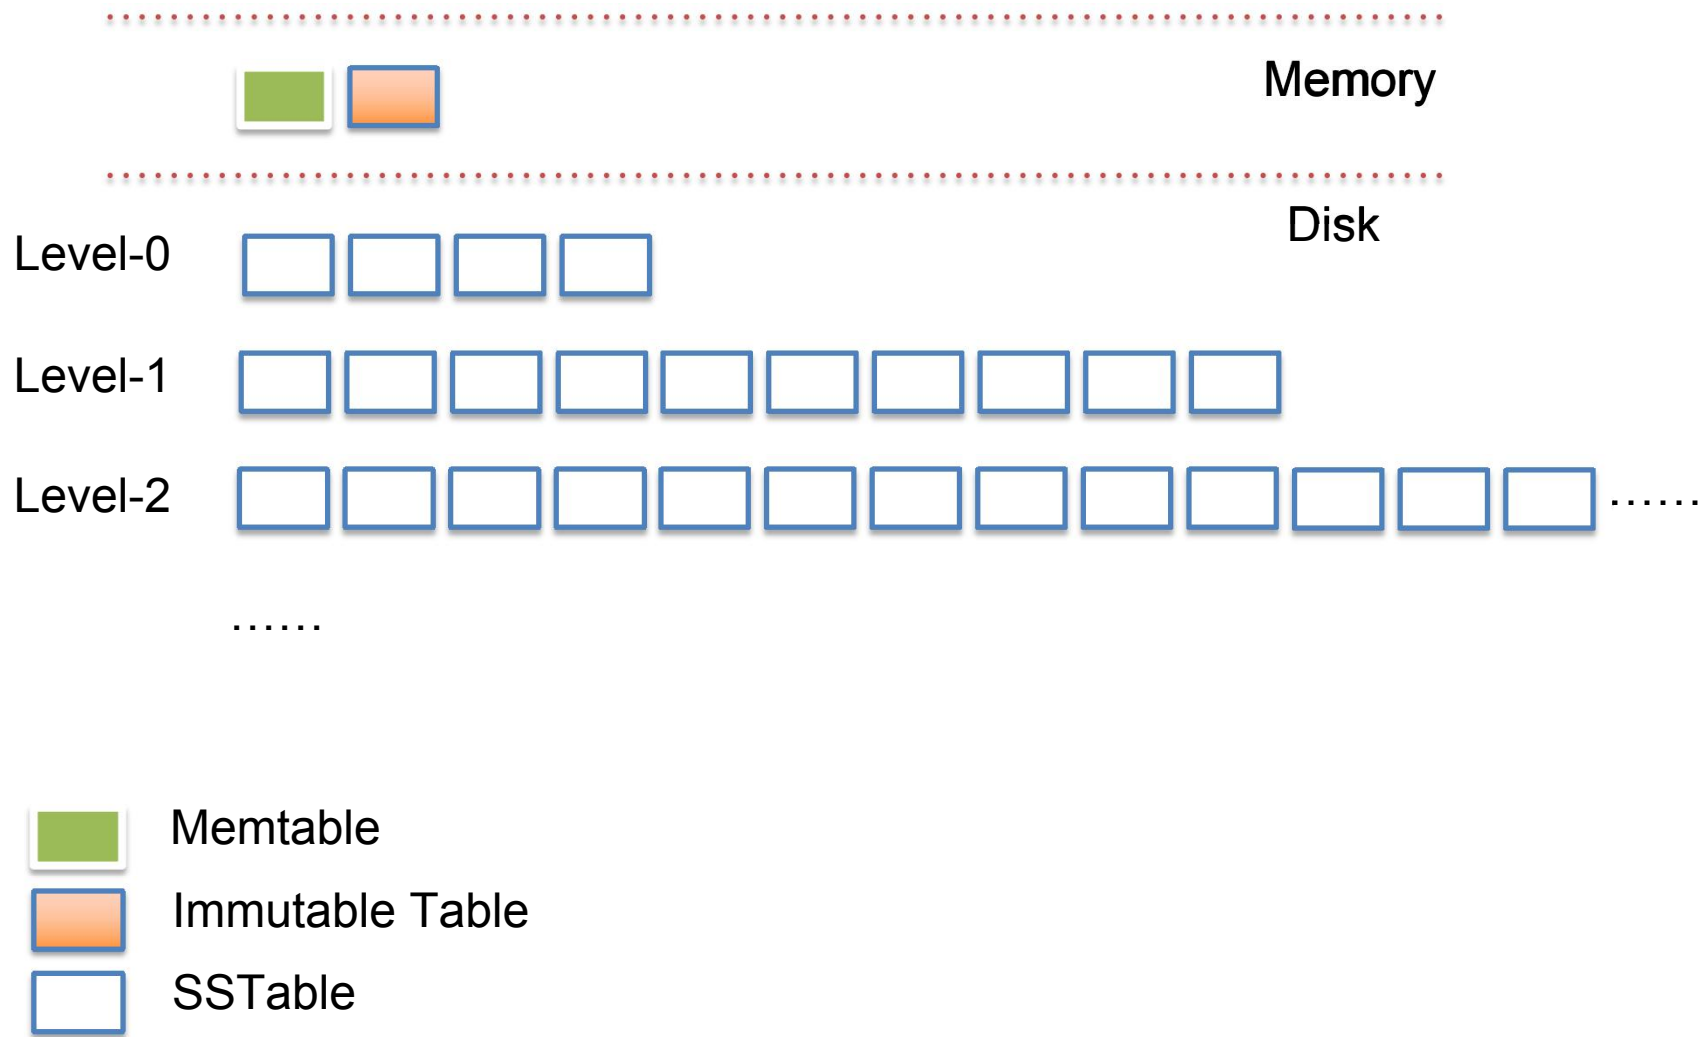 Memory
Disk
Level-0
Level-1
Level-2
......
......
Memtable
Immutable Table
SSTable